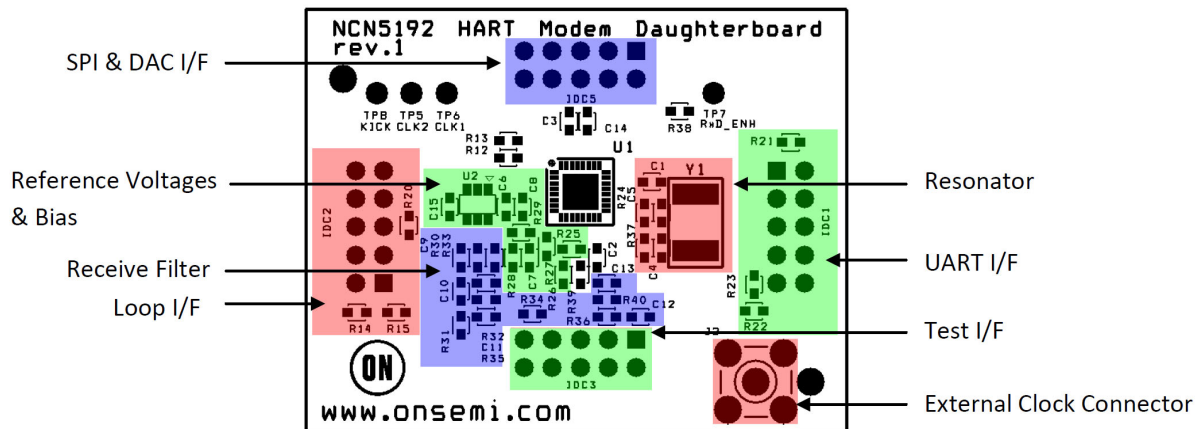 NCN5192 HART Modem Daughterboard
rev.1
SPI & DAC I/F
IDC5
TP8
KICK
TP5
CLK2
TP6
CLK1
C3
C14
R38
TP7
RxD_ENH
R13
R12
U1
R21
Reference Voltages
& Bias
IDC2
R20
U2
C15
C6
C8
R29
R24
C5
C1
Y1
R37
C4
Resonator
IDC1
UART I/F
Receive Filter
Loop I/F
C9
R30
R33
C10
R31
R28
C7
R27
R25
R26
R39
C2
C13
R34
R36
R40
C12
R23
R22
R14
R15
R32
C11
R35
IDC3
Test I/F
J2
External Clock Connector
ON
www.onsemi.com